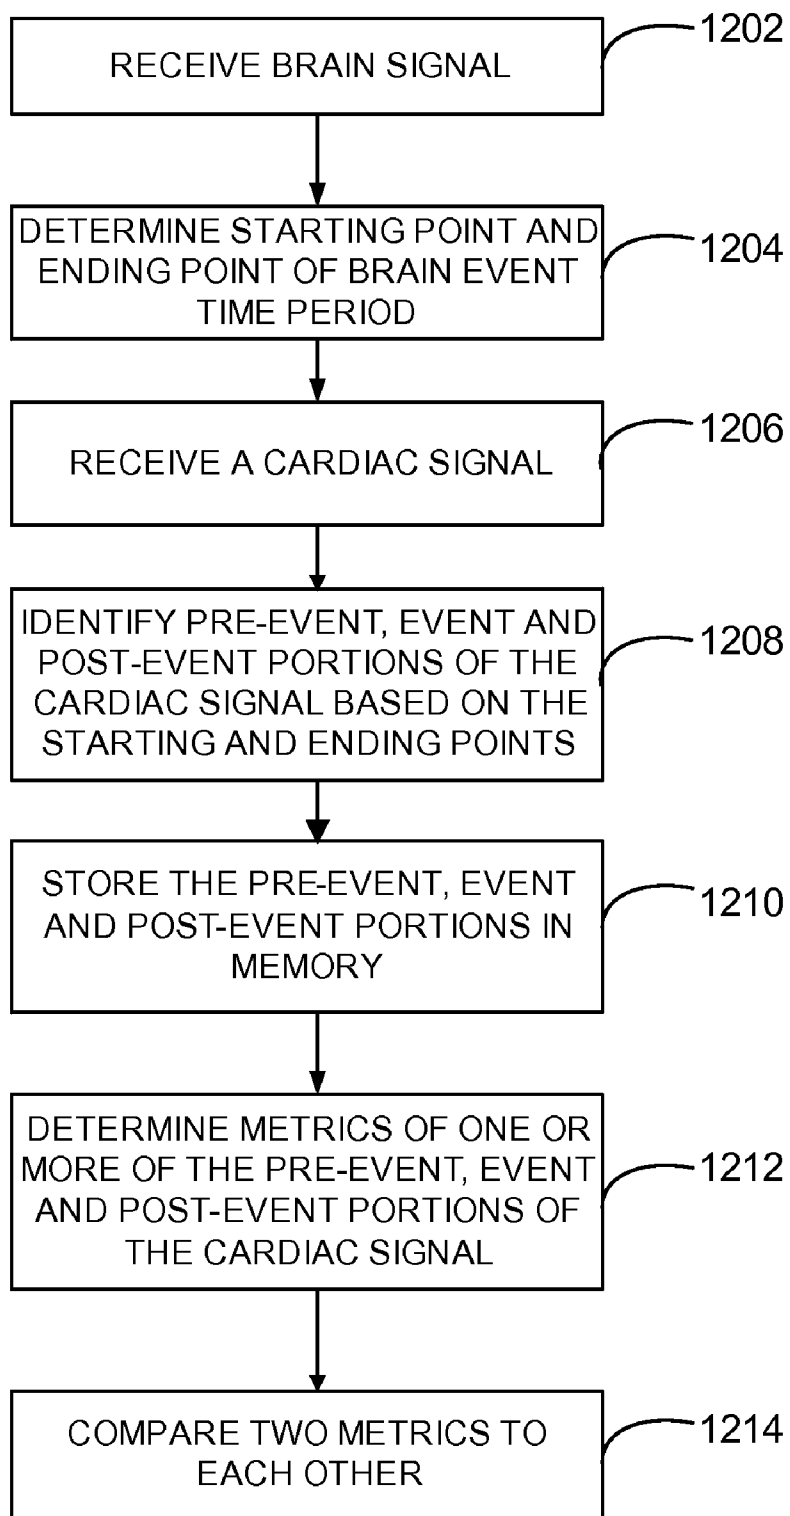 RECEIVE BRAIN SIGNAL
1202
DETERMINE STARTING POINT AND
ENDING POINT OF BRAIN EVENT
TIME PERIOD
1204
RECEIVE A CARDIAC SIGNAL
1206
IDENTIFY PRE-EVENT, EVENT AND
POST-EVENT PORTIONS OF THE
CARDIAC SIGNAL BASED ON THE
STARTING AND ENDING POINTS
1208
STORE THE PRE-EVENT, EVENT
AND POST-EVENT PORTIONS IN
MEMORY
1210
DETERMINE METRICS OF ONE OR
MORE OF THE PRE-EVENT, EVENT
AND POST-EVENT PORTIONS OF
THE CARDIAC SIGNAL
1212
COMPARE TWO METRICS TO
EACH OTHER
1214